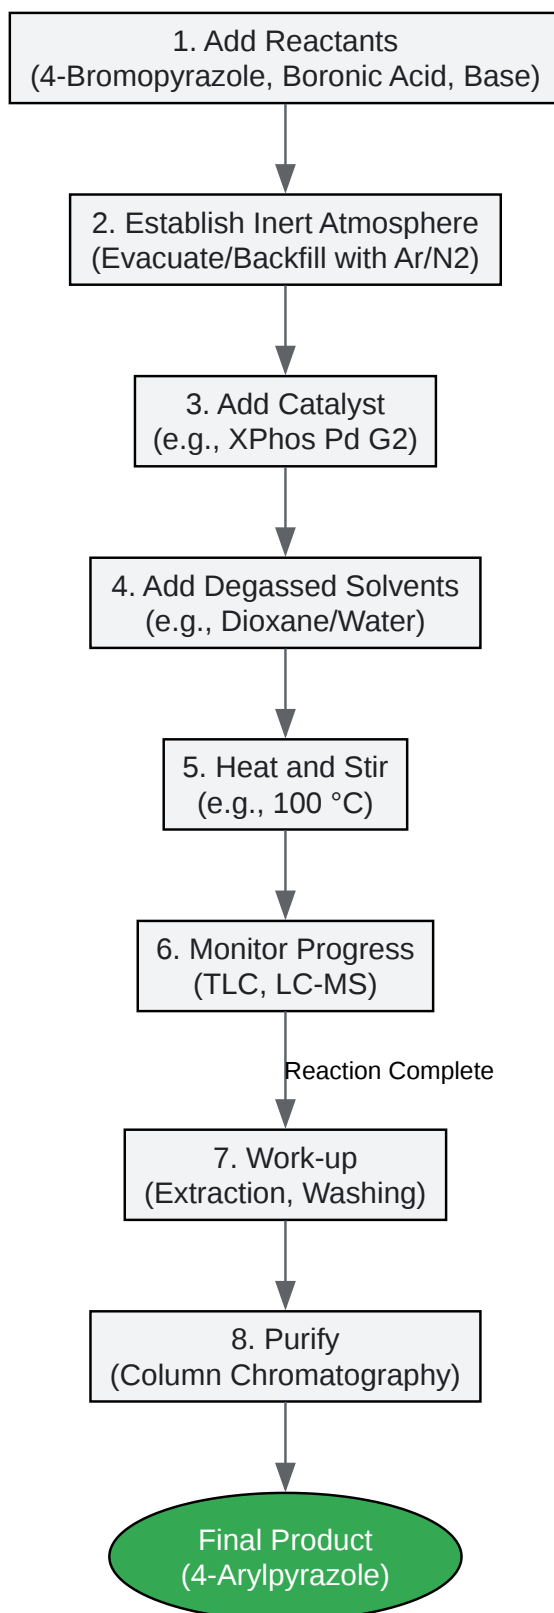 1. Add Reactants
(4-Bromopyrazole, Boronic Acid, Base)
2. Establish Inert Atmosphere
(Evacuate/Backfill with Ar/N2)
3. Add Catalyst
(e.g., XPhos Pd G2)
4. Add Degassed Solvents
(e.g., Dioxane/Water)
5. Heat and Stir
(e.g., 100 °C)
6. Monitor Progress
(TLC, LC-MS)
Reaction Complete
7. Work-up
(Extraction, Washing)
8. Purify
(Column Chromatography)
Final Product
(4-Arylpyrazole)